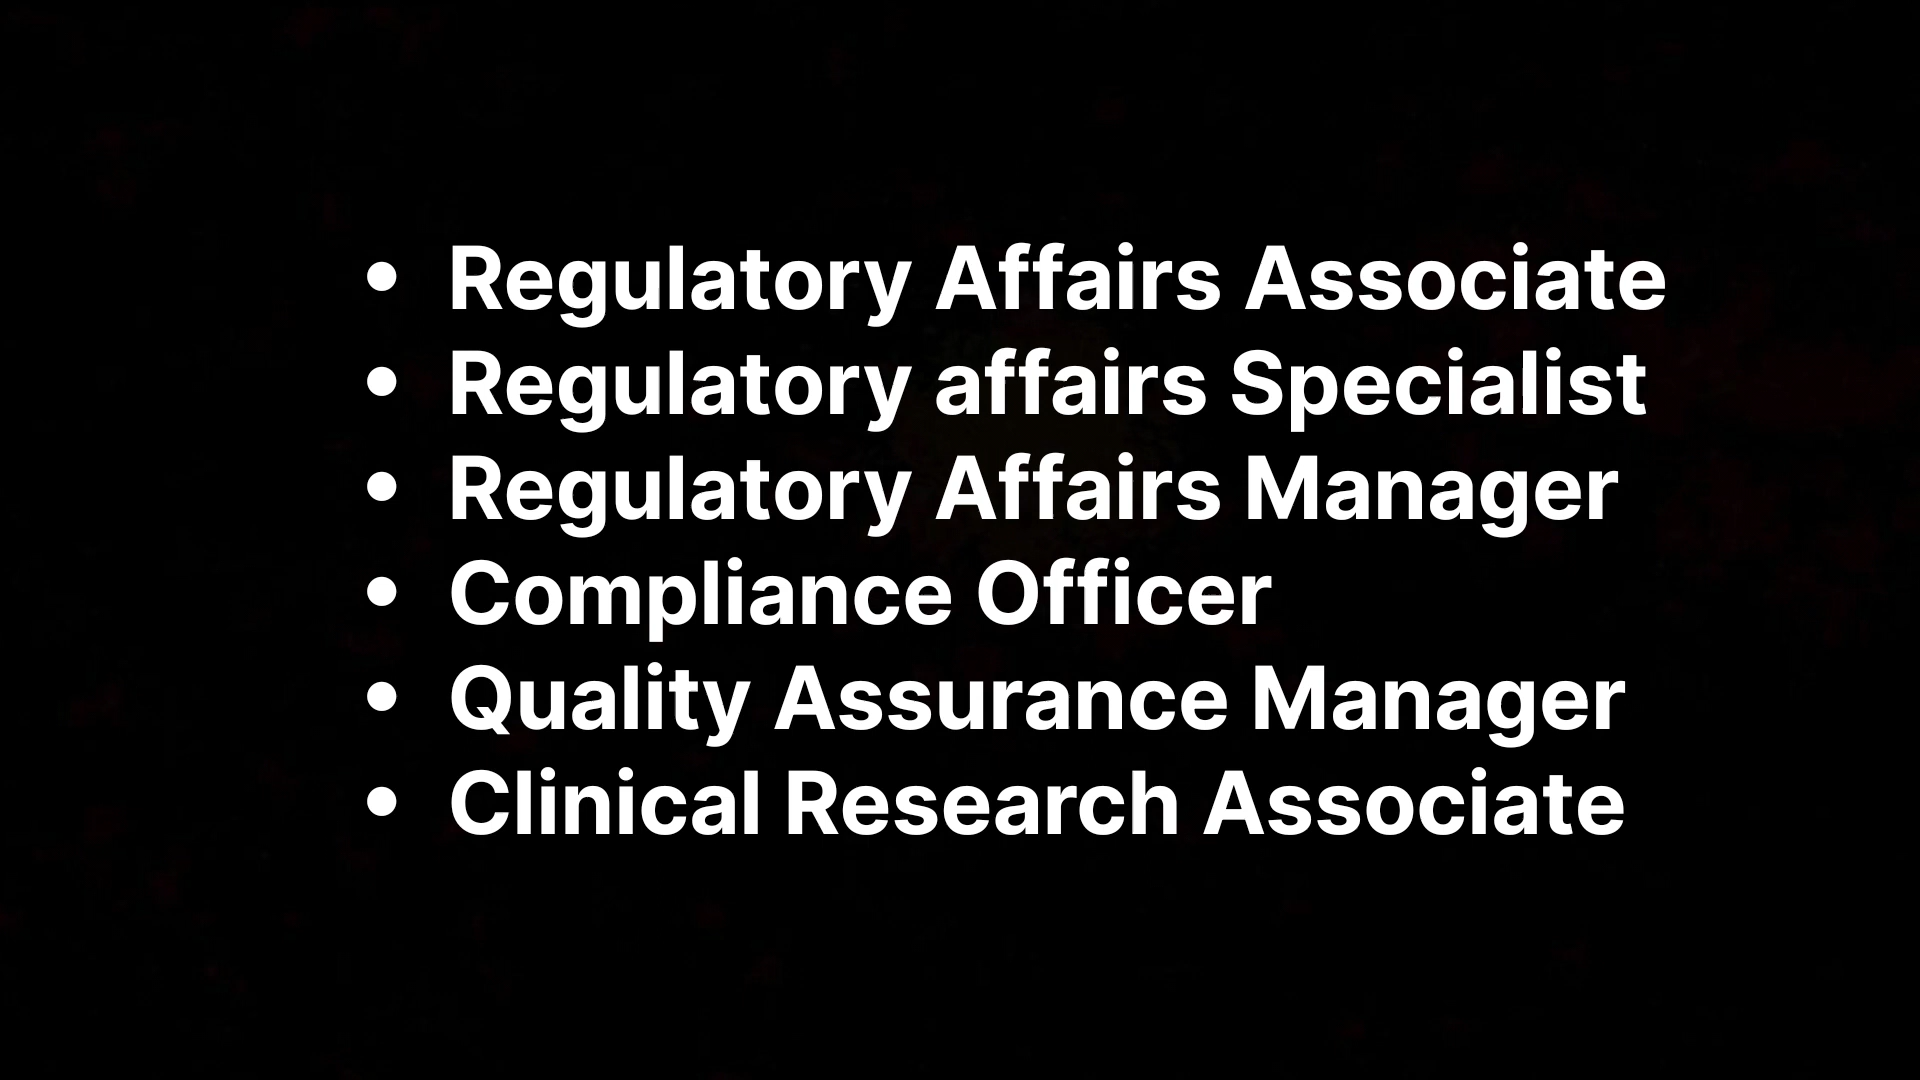 • Regulatory Affairs Associate
• Regulatory affairs Specialist
• Regulatory Affairs Manager
• Compliance Officer
• Quality Assurance Manager
• Clinical Research Associate